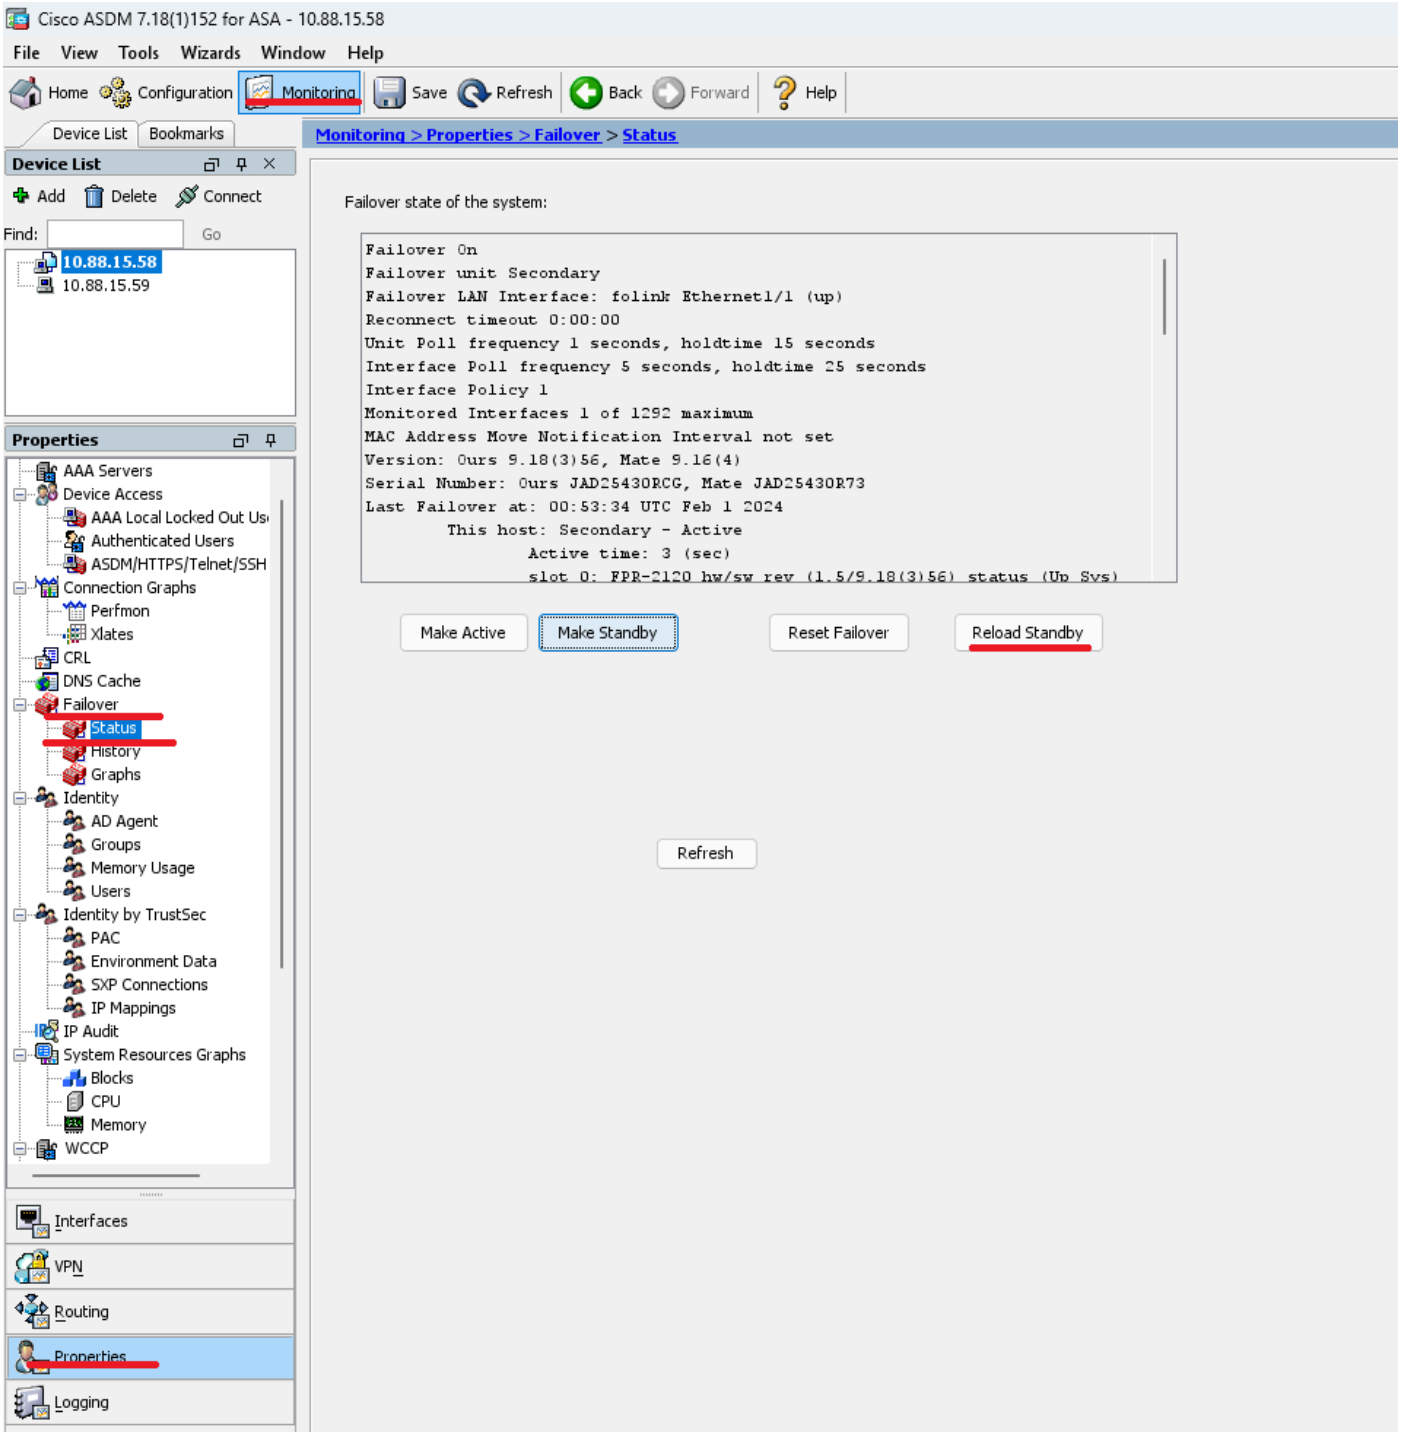 Cisco ASDM 7.18(1)152 for ASA - 10.88.15.58
File View Tools Wizards Window Help
Home Configuration Monitoring Save Refresh Back Forward Help
Device List Bookmarks
Monitoring > Properties > Failover > Status
Device List
Add Delete Connect
Find: Go
10.88.15.58
10.88.15.59
Properties
AAA Servers
Device Access
AAA Local Locked Out Us
Authenticated Users
ASDM/HTTPS/Telnet/SSH
Connection Graphs
Perfmon
Xlates
CRL
DNS Cache
Failover
Status
History
Graphs
Identity
AD Agent
Groups
Memory Usage
Users
Identity by TrustSec
PAC
Environment Data
SXP Connections
IP Mappings
IP Audit
System Resources Graphs
Blocks
CPU
Memory
WCCP
Interfaces
VPN
Routing
Properties
Logging
Failover state of the system:
Failover On
Failover unit Secondary
Failover LAN Interface: folink Ethernet1/1 (up)
Reconnect timeout 0:00:00
Unit Poll frequency 1 seconds, holdtime 15 seconds
Interface Poll frequency 5 seconds, holdtime 25 seconds
Interface Policy 1
Monitored Interfaces 1 of 1292 maximum
MAC Address Move Notification Interval not set
Version: Ours 9.18(3)56, Mate 9.16(4)
Serial Number: Ours JAD25430RCG, Mate JAD25430R73
Last Failover at: 00:53:34 UTC Feb 1 2024
This host: Secondary - Active
Active time: 3 (sec)
slot 0: FPR-2120 hw/sw rev (1.5/9.18(3)56) status (Up Sys)
Make Active Make Standby Reset Failover Reload Standby
Refresh